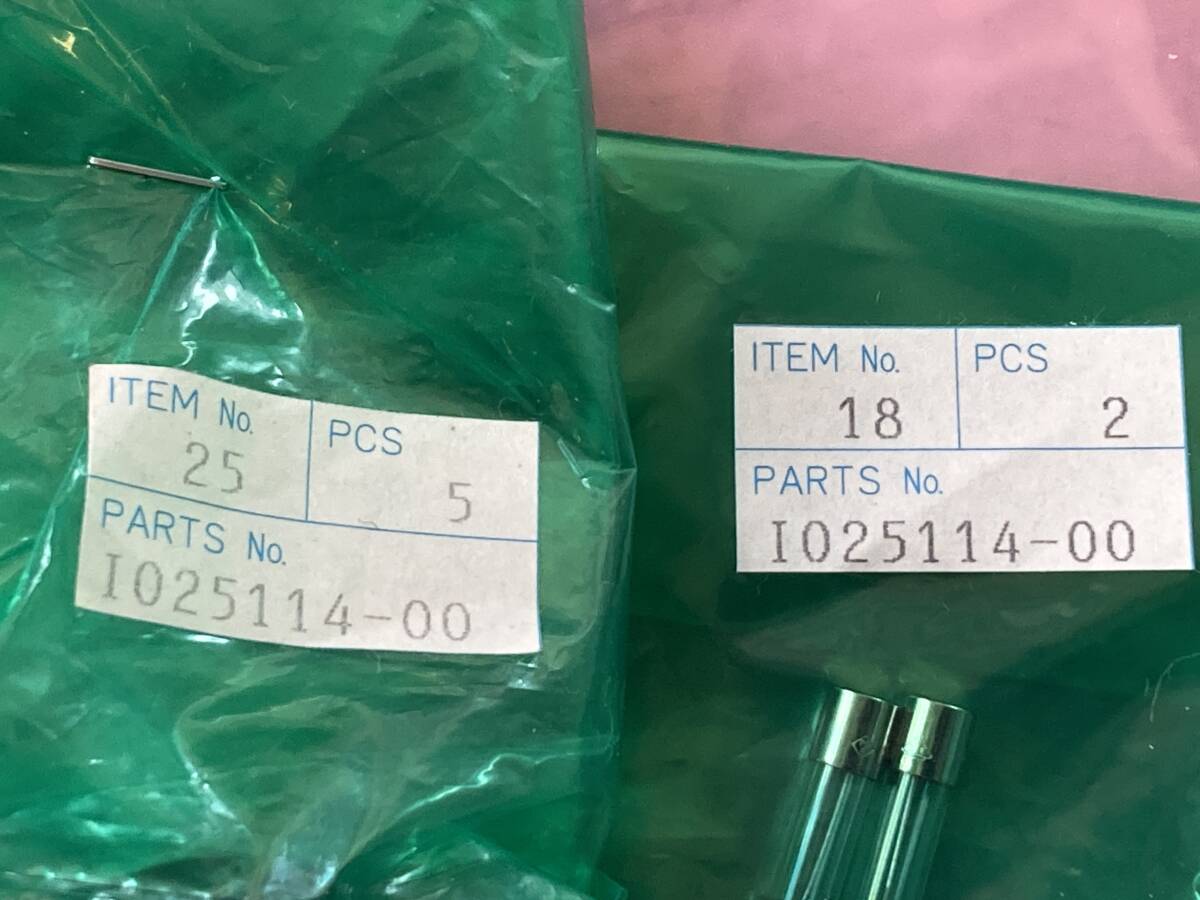 ITEM No.
25
PCS
5
PARTS No.
I025114-00
ITEM No.
18
PCS
2
PARTS No.
I025114-00